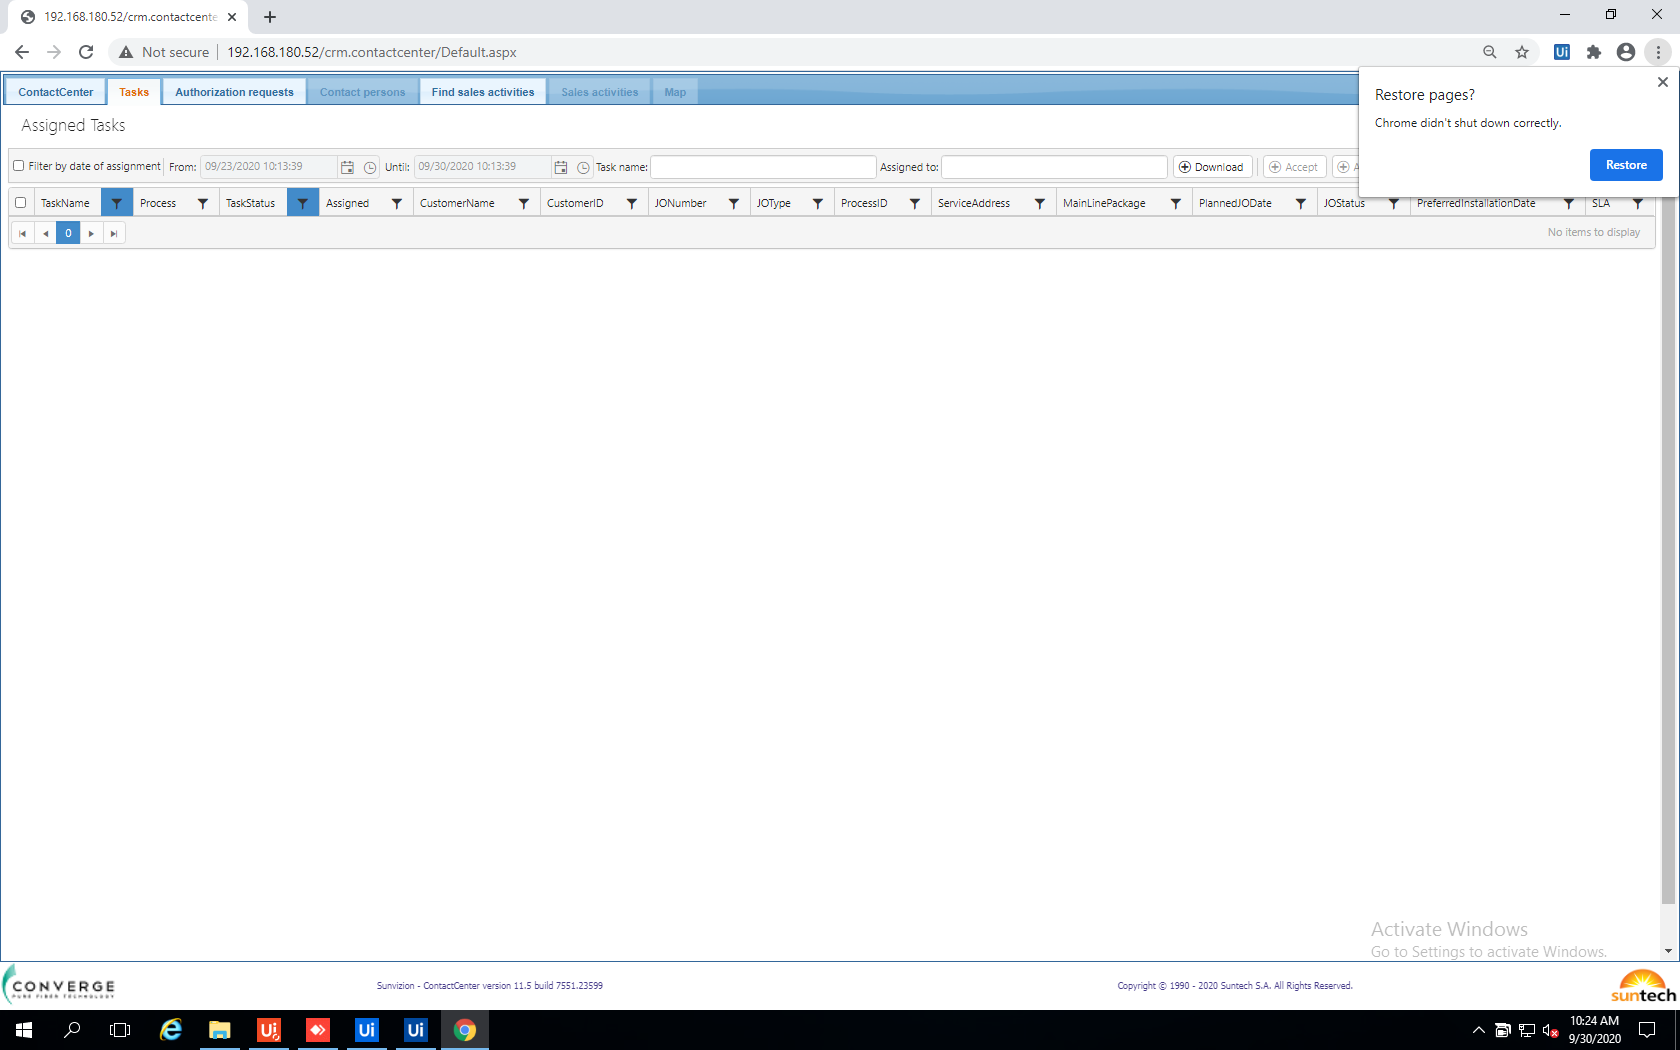 192.168.180.52/crm.contactcente
Not secure
192.168.180.52/crm.contactcenter/Default.aspx
Ui
ContactCenter
Tasks
Authorization requests
Contact persons
Find sales activities
Sales activities
Map
Restore pages?
Chrome didn't shut down correctly.
Restore
Assigned Tasks
Filter by date of assignment
From:
09/23/2020 10:13:39
Until:
09/30/2020 10:13:39
Task name:
Assigned to:
Download
Accept
A
TaskName
Process
TaskStatus
Assigned
CustomerName
CustomerID
JONumber
JOType
ProcessID
ServiceAddress
MainLinePackage
PlannedJODate
JOStatus
PreferredInstallationDate
SLA
0
No items to display
Activate Windows
Go to Settings to activate Windows.
CONVERGE
PURE FIBER TECHNOLOGY
Sunvizion - ContactCenter version 11.5 build 7551.23599
Copyright © 1990 - 2020 Suntech S.A. All Rights Reserved.
suntech
Ui
Ui
Ui
10:24 AM
9/30/2020